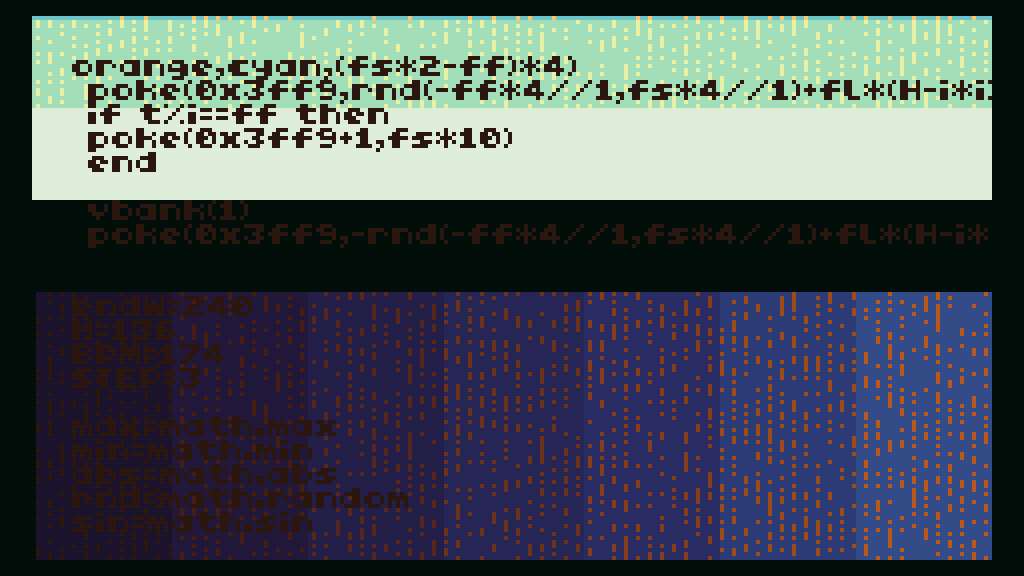 orange,cyan,(fs*2-ff)*4)
poke(0x3ff9,rnd(-ff*4//1,fs*4//1)+fl*(H-i*i)
if t%i==ff then
poke(0x3ff9+1,fs*10)
end
vbank(1)
poke(0x3ff9,-rnd(-ff*4//1,fs*4//1)+fl*(H-i*
endW=240
H=136
BPM=174
STEP=3
max=math.max
min=math.min
abs=math.abs
rnd=math.random
sin=math.sin